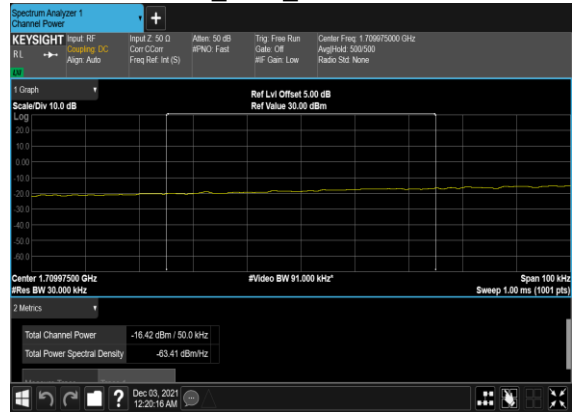 Spectrum Analyzer 1
Channel Power
+
KEYSIGHT Input: RF Input Z: 50 Ω Atten: 50 dB Trig: Free Run Center Freq: 1.709975000 GHz
RL Coupling: DC Corr CCorr #PNO: Fast Gate: Off Avg|Hold: 500/500
Align: Auto Freq Ref: Int (S) #IF Gain: Low Radio Std: None
1 Graph
Scale/Div 10.0 dB Ref Lvl Offset 5.00 dB
Ref Value 30.00 dBm
Log
20.0
10.0
0.00
-10.0
-20.0
-30.0
-40.0
-50.0
-60.0
Center 1.70997500 GHz #Video BW 91.000 kHz* Span 100 kHz
#Res BW 30.000 kHz Sweep 1.00 ms (1001 pts)
2 Metrics
Total Channel Power -16.42 dBm / 50.0 kHz
Total Power Spectral Density -63.41 dBm/Hz
? Dec 03, 2021
12:20:16 AM